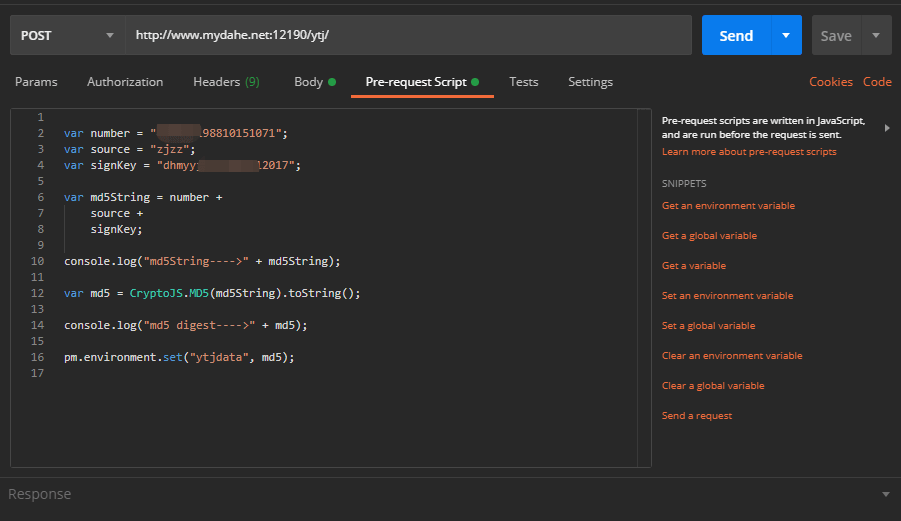 POST
http://www.mydahe.net:12190/ytj/
Send
Save
Params
Authorization
Headers (9)
Body
Pre-request Script
Tests
Settings
Cookies
Code
1
2 var number = "98810151071";
3 var source = "zjzz";
4 var signKey = "dhmyy2017";
5
6 var md5String = number +
7 source +
8 signKey;
9
10 console.log("md5String---->" + md5String);
11
12 var md5 = CryptoJS.MD5(md5String).toString();
13
14 console.log("md5 digest---->" + md5);
15
16 pm.environment.set("ytjdata", md5);
17
Pre-request scripts are written in JavaScript,
and are run before the request is sent.
Learn more about pre-request scripts
SNIPPETS
Get an environment variable
Get a global variable
Get a variable
Set an environment variable
Set a global variable
Clear an environment variable
Clear a global variable
Send a request
Response